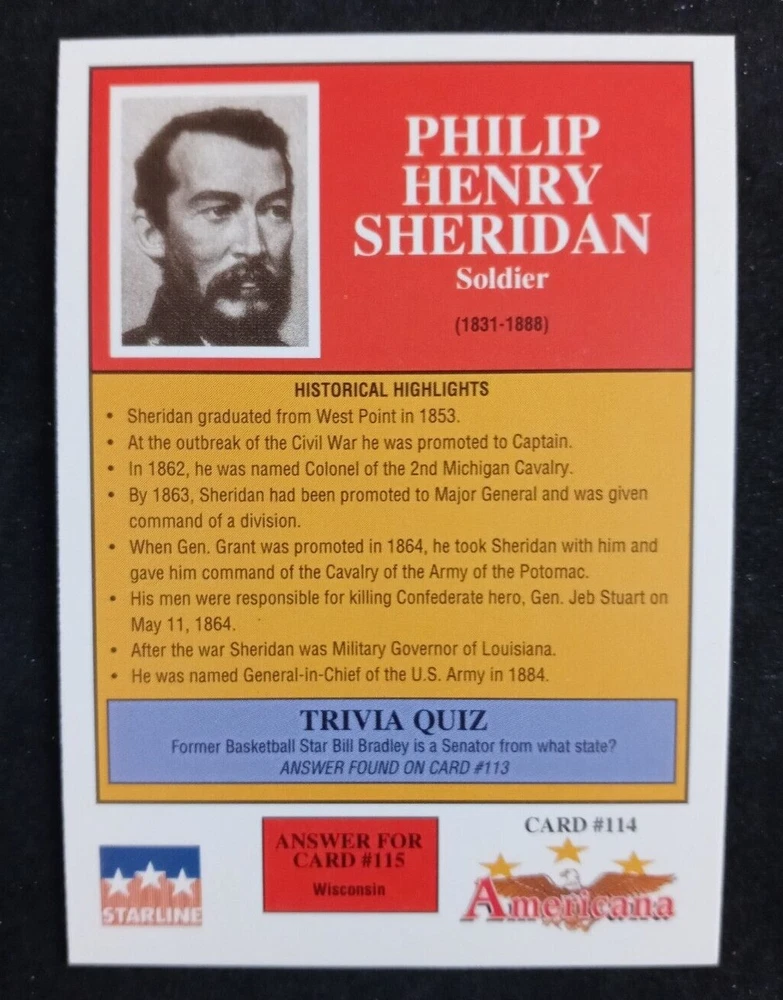 PHILIP
HENRY
SHERIDAN
Soldier
(1831-1888)
HISTORICAL HIGHLIGHTS
• Sheridan graduated from West Point in 1853.
• At the outbreak of the Civil War he was promoted to Captain.
• In 1862, he was named Colonel of the 2nd Michigan Cavalry.
• By 1863, Sheridan had been promoted to Major General and was given
command of a division.
• When Gen. Grant was promoted in 1864, he took Sheridan with him and
gave him command of the Cavalry of the Army of the Potomac.
• His men were responsible for killing Confederate hero, Gen. Jeb Stuart on
May 11, 1864.
• After the war Sheridan was Military Governor of Louisiana.
• He was named General-in-Chief of the U.S. Army in 1884.
TRIVIA QUIZ
Former Basketball Star Bill Bradley is a Senator from what state?
ANSWER FOUND ON CARD #113
STARLINE
ANSWER FOR
CARD #115
Wisconsin
CARD #114
Americana